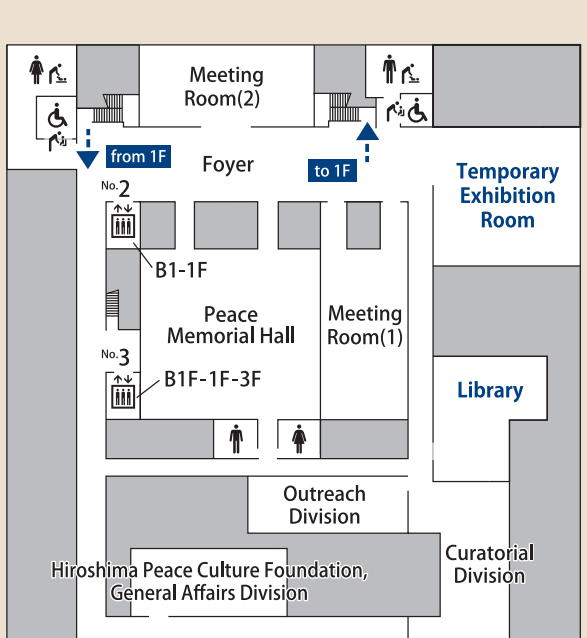 Meeting
Room(2)
from 1F
Foyer
to 1F
Temporary
Exhibition
Room
No.2
B1-1F
Peace
Memorial Hall
Meeting
Room(1)
No.3
B1F-1F-3F
Library
Outreach
Division
Curatorial
Division
Hiroshima Peace Culture Foundation,
General Affairs Division